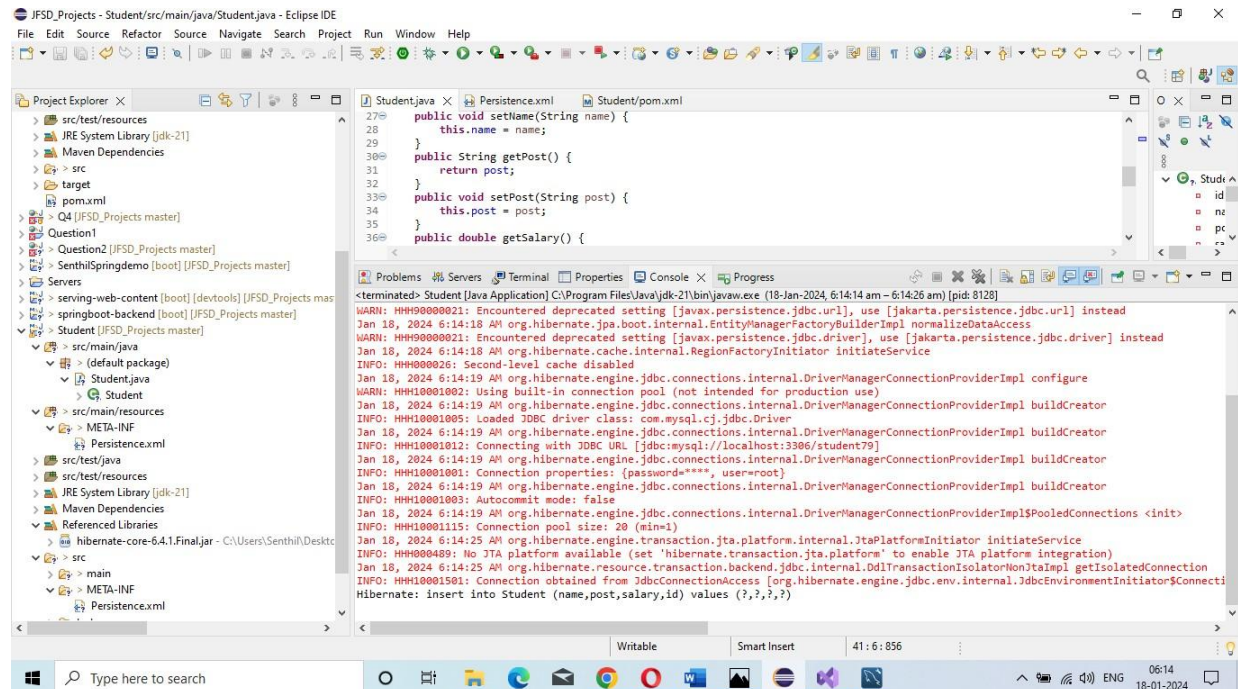 JFSD_Projects - Student/src/main/java/Student.java - Eclipse IDE
File Edit Source Refactor Source Navigate Search Project Run Window Help
Project Explorer
> src/test/resources
> JRE System Library [jdk-21]
> Maven Dependencies
> > src
> target
pom.xml
> > Q4 [JFSD_Projects master]
> Question1
> > Question2 [JFSD_Projects master]
> > SenthilSpringdemo [boot] [JFSD_Projects master]
> Servers
> > serving-web-content [boot] [devtools] [JFSD_Projects mas
> > springboot-backend [boot] [JFSD_Projects master]
> Student [JFSD_Projects master]
> src/main/java
> (default package)
Student.java
> Student
> src/main/resources
> META-INF
Persistence.xml
> src/test/java
> src/test/resources
> JRE System Library [jdk-21]
> Maven Dependencies
Referenced Libraries
> hibernate-core-6.4.1.Final.jar - C:\Users\Senthil\Deskto
> src
> > main
> META-INF
Persistence.xml
Student.java Persistence.xml Student/pom.xml
27 public void setName(String name) {
28 this.name = name;
29 }
30 public String getPost() {
31 return post;
32 }
33 public void setPost(String post) {
34 this.post = post;
35 }
36 public double getSalary() {
Stude
id
na
po
Problems Servers Terminal Properties Console Progress
<terminated> Student [Java Application] C:\Program Files\Java\jdk-21\bin\javaw.exe (18-Jan-2024, 6:14:14 am – 6:14:26 am) [pid: 8128]
WARN: HHH90000021: Encountered deprecated setting [javax.persistence.jdbc.url], use [jakarta.persistence.jdbc.url] instead
Jan 18, 2024 6:14:18 AM org.hibernate.jpa.boot.internal.EntityManagerFactoryBuilderImpl normalizeDataAccess
WARN: HHH90000021: Encountered deprecated setting [javax.persistence.jdbc.driver], use [jakarta.persistence.jdbc.driver] instead
Jan 18, 2024 6:14:18 AM org.hibernate.cache.internal.RegionFactoryInitiator initiateService
INFO: HHH000026: Second-level cache disabled
Jan 18, 2024 6:14:19 AM org.hibernate.engine.jdbc.connections.internal.DriverManagerConnectionProviderImpl configure
WARN: HHH10001002: Using built-in connection pool (not intended for production use)
Jan 18, 2024 6:14:19 AM org.hibernate.engine.jdbc.connections.internal.DriverManagerConnectionProviderImpl buildCreator
INFO: HHH10001005: Loaded JDBC driver class: com.mysql.cj.jdbc.Driver
Jan 18, 2024 6:14:19 AM org.hibernate.engine.jdbc.connections.internal.DriverManagerConnectionProviderImpl buildCreator
INFO: HHH10001012: Connecting with JDBC URL [jdbc:mysql://localhost:3306/student79]
Jan 18, 2024 6:14:19 AM org.hibernate.engine.jdbc.connections.internal.DriverManagerConnectionProviderImpl buildCreator
INFO: HHH10001001: Connection properties: {password=****, user=root}
Jan 18, 2024 6:14:19 AM org.hibernate.engine.jdbc.connections.internal.DriverManagerConnectionProviderImpl buildCreator
INFO: HHH10001003: Autocommit mode: false
Jan 18, 2024 6:14:19 AM org.hibernate.engine.jdbc.connections.internal.DriverManagerConnectionProviderImpl$PooledConnections <init>
INFO: HHH10001115: Connection pool size: 20 (min=1)
Jan 18, 2024 6:14:25 AM org.hibernate.engine.transaction.jta.platform.internal.JtaPlatformInitiator initiateService
INFO: HHH000489: No JTA platform available (set 'hibernate.transaction.jta.platform' to enable JTA platform integration)
Jan 18, 2024 6:14:25 AM org.hibernate.resource.transaction.backend.jdbc.internal.DdlTransactionIsolatorNonJtaImpl getIsolatedConnection
INFO: HHH10001501: Connection obtained from JdbcConnectionAccess [org.hibernate.engine.jdbc.env.internal.JdbcEnvironmentInitiator$Connecti
Hibernate: insert into Student (name,post,salary,id) values (?,?,?,?)
Writable Smart Insert 41 : 6 : 856
Type here to search
ENG 06:14
18-01-2024